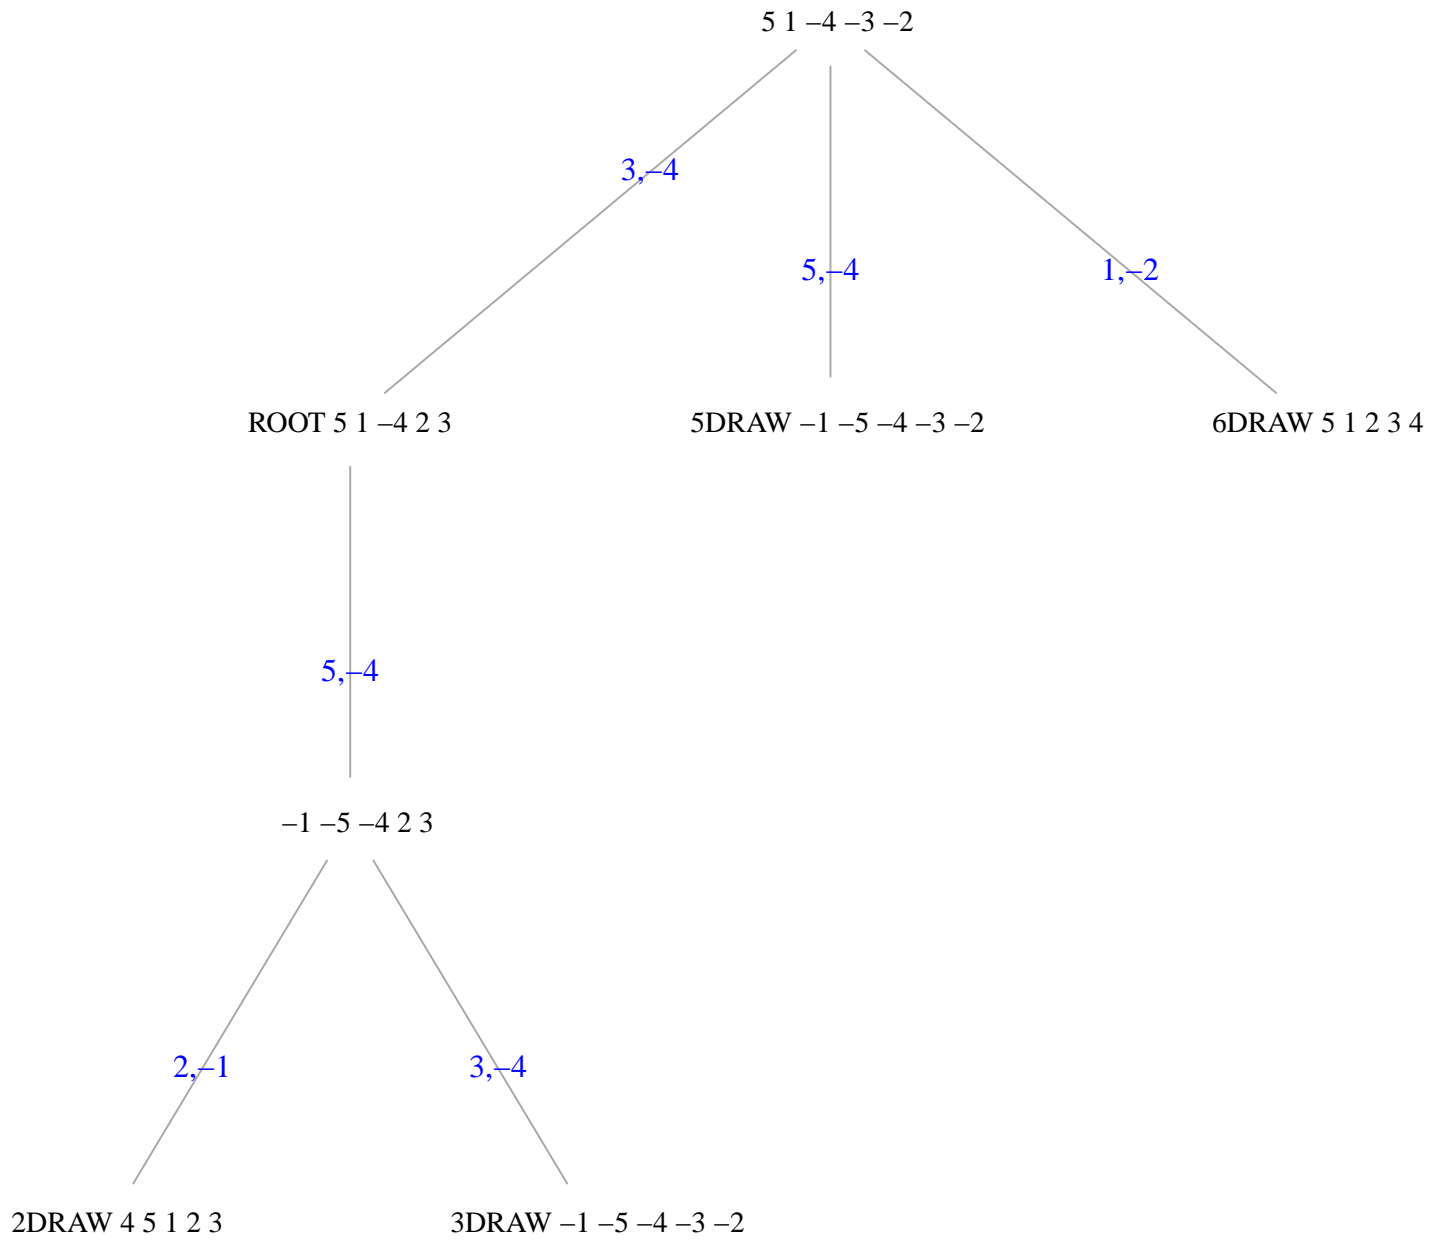 5 1 –4 –3 –2
3,–4
5,–4
1,–2
ROOT 5 1 –4 2 3
5DRAW –1 –5 –4 –3 –2
6DRAW 5 1 2 3 4
5,–4
–1 –5 –4 2 3
2,–1
3,–4
2DRAW 4 5 1 2 3
3DRAW –1 –5 –4 –3 –2